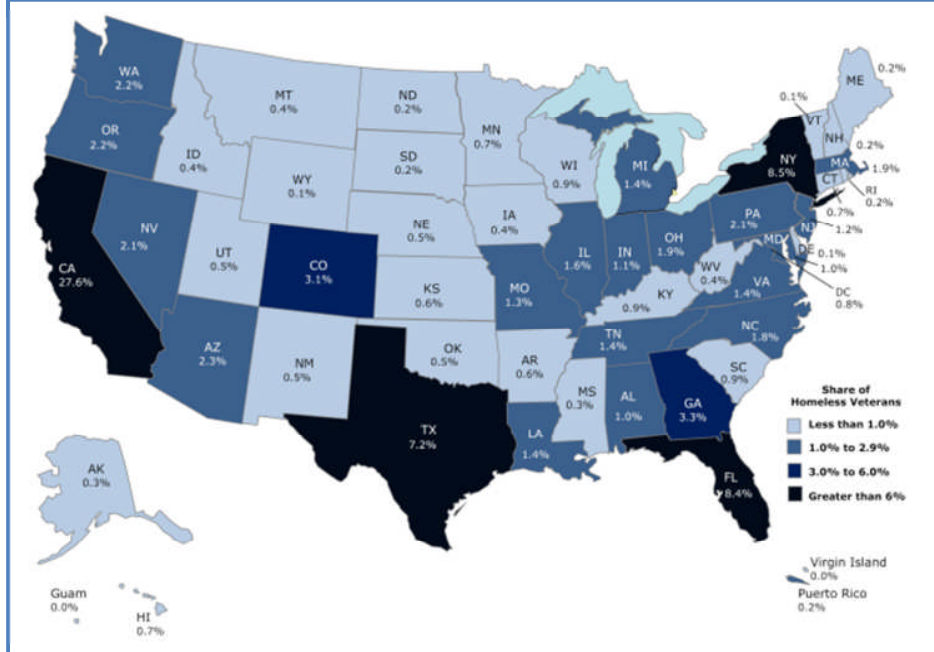 WA
2.2%
OR
2.2%
CA
27.6%
NV
2.1%
ID
0.4%
MT
0.4%
WY
0.1%
UT
0.5%
CO
3.1%
AZ
2.3%
NM
0.5%
ND
0.2%
SD
0.2%
NE
0.5%
KS
0.6%
OK
0.5%
TX
7.2%
MN
0.7%
IA
0.4%
MO
1.3%
AR
0.6%
LA
1.4%
WI
0.9%
IL
1.6%
MI
1.4%
IN
1.1%
OH
1.9%
KY
0.9%
TN
1.4%
MS
0.3%
AL
1.0%
GA
3.3%
FL
8.4%
SC
0.9%
NC
1.8%
VA
1.4%
WV
0.4%
PA
2.1%
NY
8.5%
VT
0.1%
NH
0.2%
ME
0.2%
MA
1.9%
RI
0.2%
CT
0.7%
NJ
1.2%
DE
0.1%
MD
1.0%
DC
0.8%
AK
0.3%
HI
0.7%
Guam
0.0%
Virgin Island
0.0%
Puerto Rico
0.2%
Share of
Homeless Veterans
Less than 1.0%
1.0% to 2.9%
3.0% to 6.0%
Greater than 6%